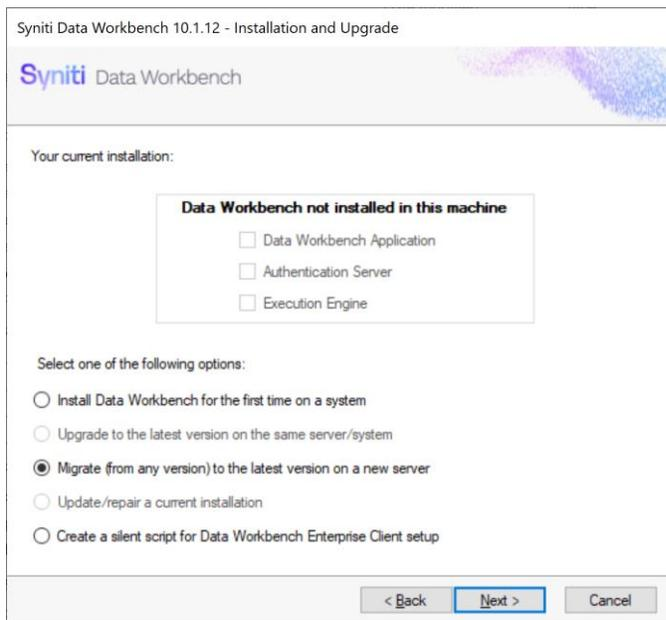 Syniti Data Workbench 10.1.12 - Installation and Upgrade
Syniti Data Workbench
Your current installation:
Data Workbench not installed in this machine
Data Workbench Application
Authentication Server
Execution Engine
Select one of the following options:
Install Data Workbench for the first time on a system
Upgrade to the latest version on the same server/system
Migrate (from any version) to the latest version on a new server
Update/repair a current installation
Create a silent script for Data Workbench Enterprise Client setup
< Back Next > Cancel